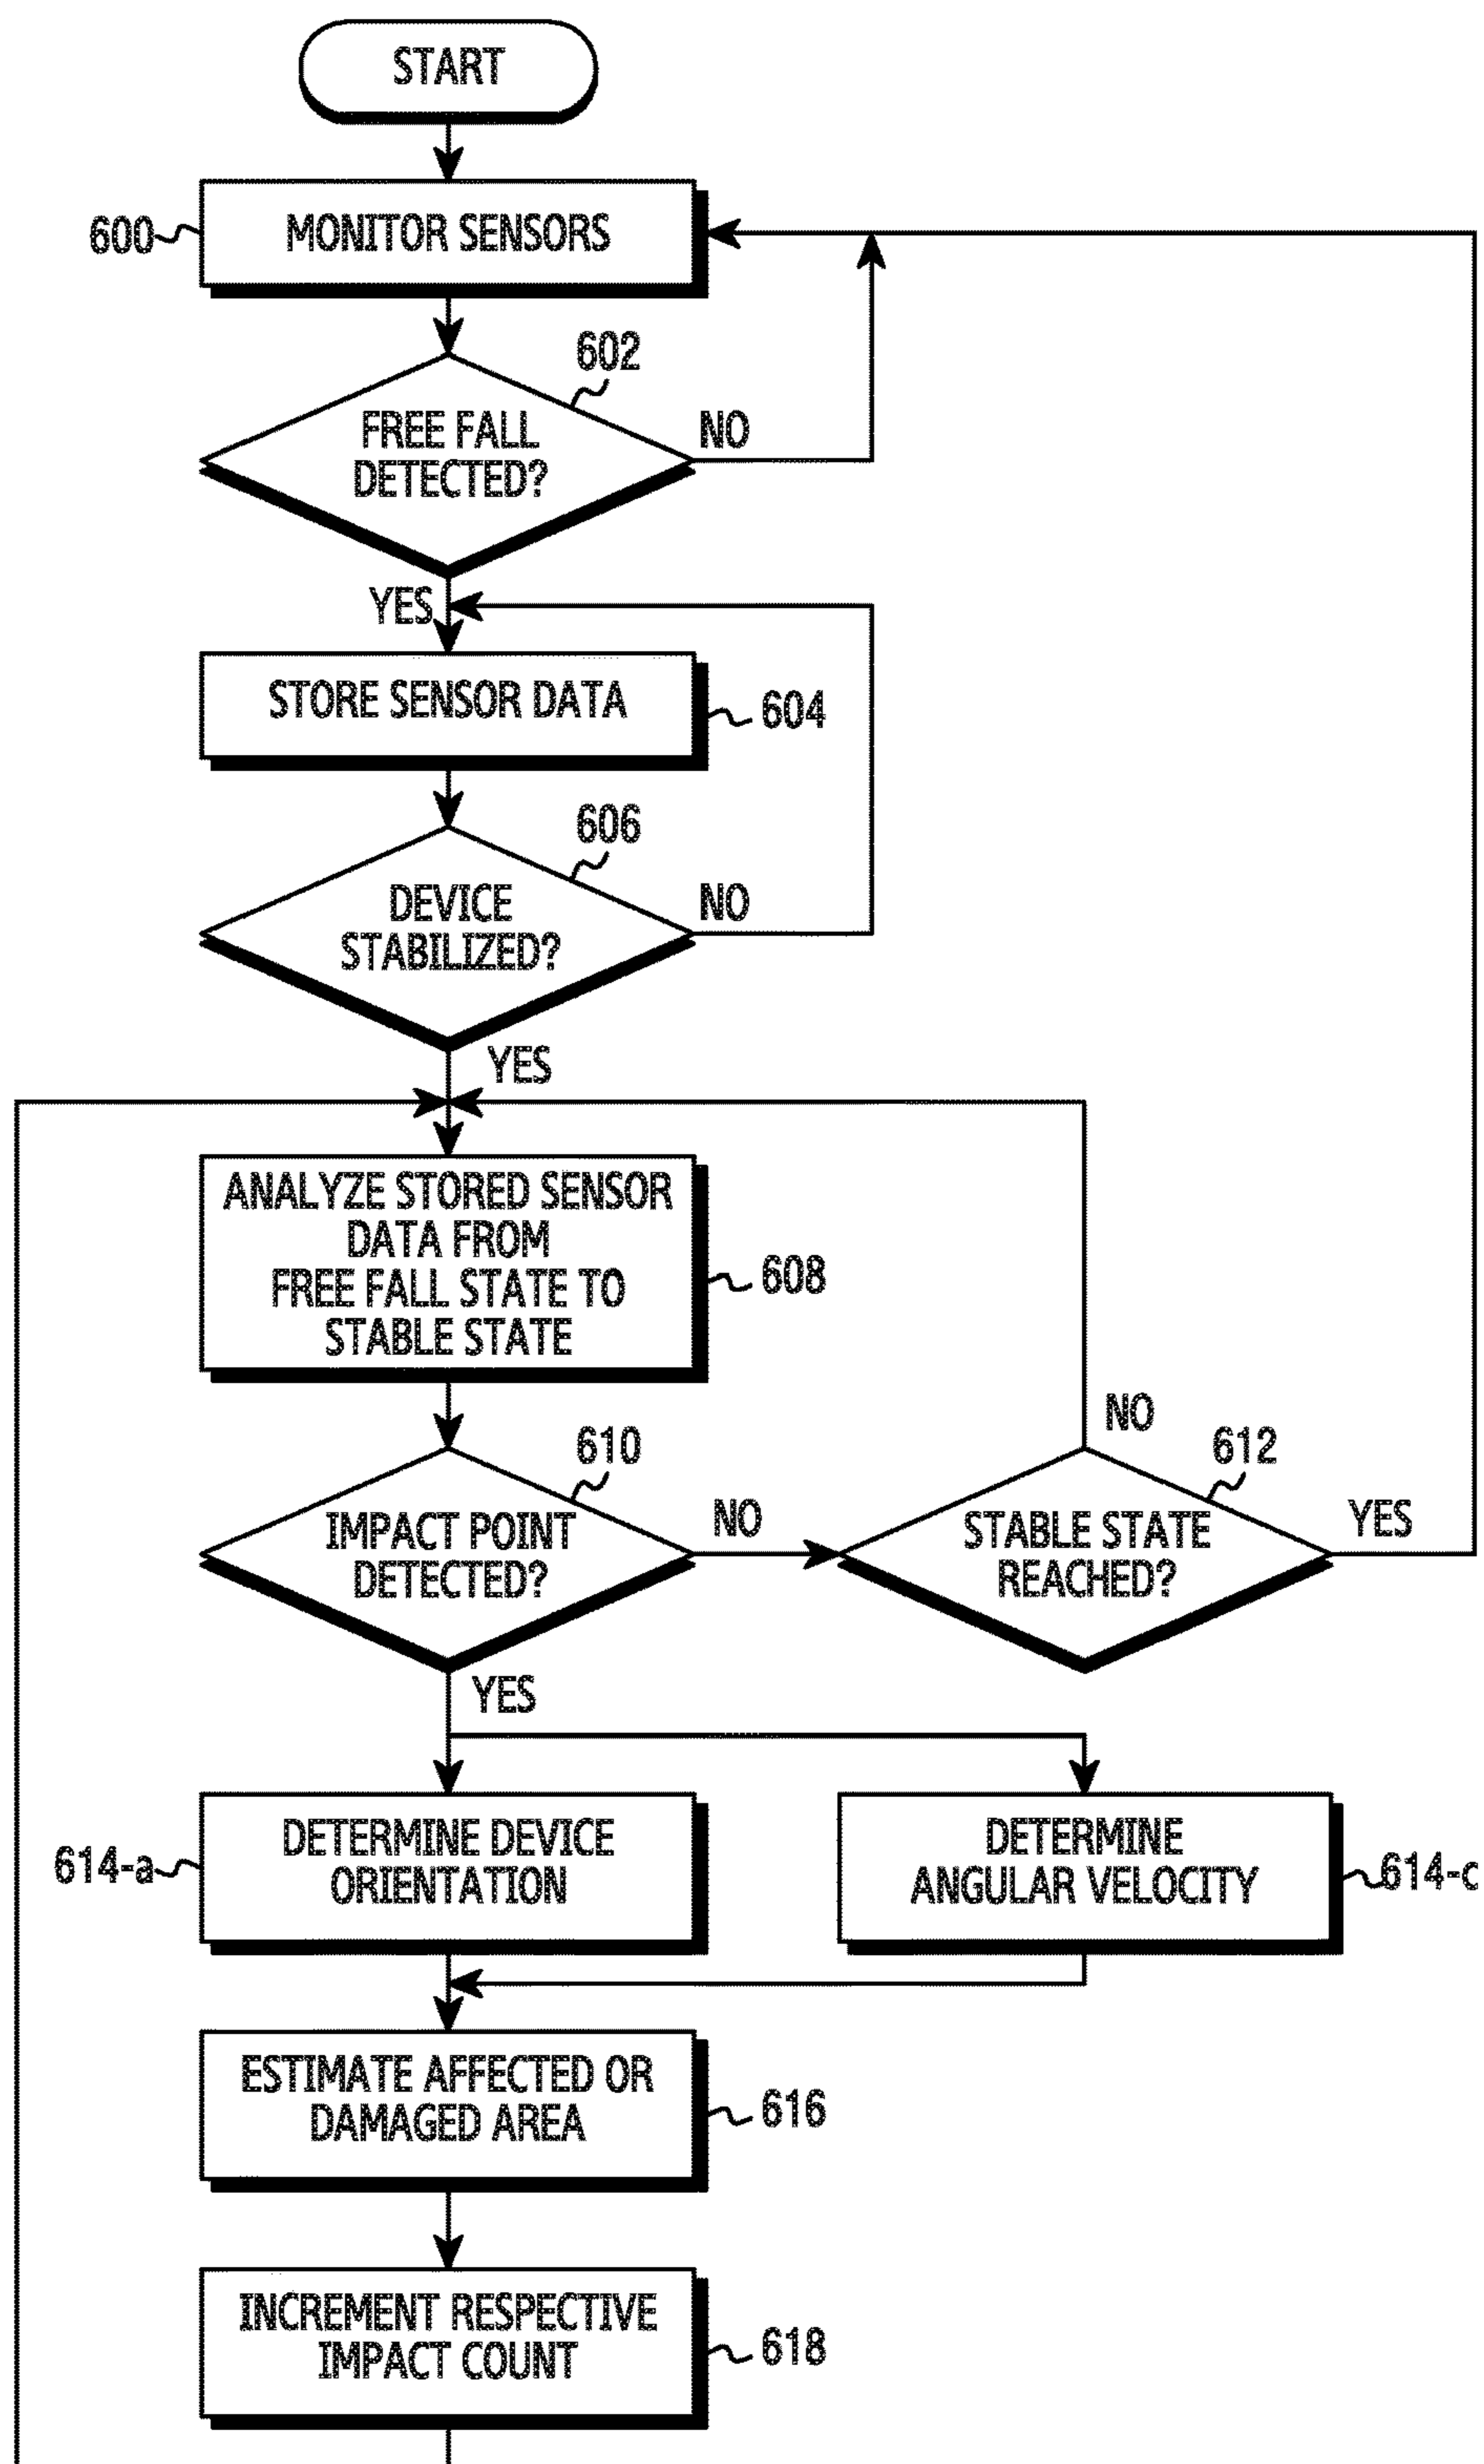 START
600
MONITOR SENSORS
602
FREE FALL
DETECTED?
NO
YES
STORE SENSOR DATA
604
606
DEVICE
STABILIZED?
NO
YES
ANALYZE STORED SENSOR
DATA FROM
FREE FALL STATE TO
STABLE STATE
608
610
IMPACT POINT
DETECTED?
NO
NO
612
STABLE STATE
REACHED?
YES
YES
614-a
DETERMINE DEVICE
ORIENTATION
DETERMINE
ANGULAR VELOCITY
614-c
ESTIMATE AFFECTED OR
DAMAGED AREA
616
INCREMENT RESPECTIVE
IMPACT COUNT
618